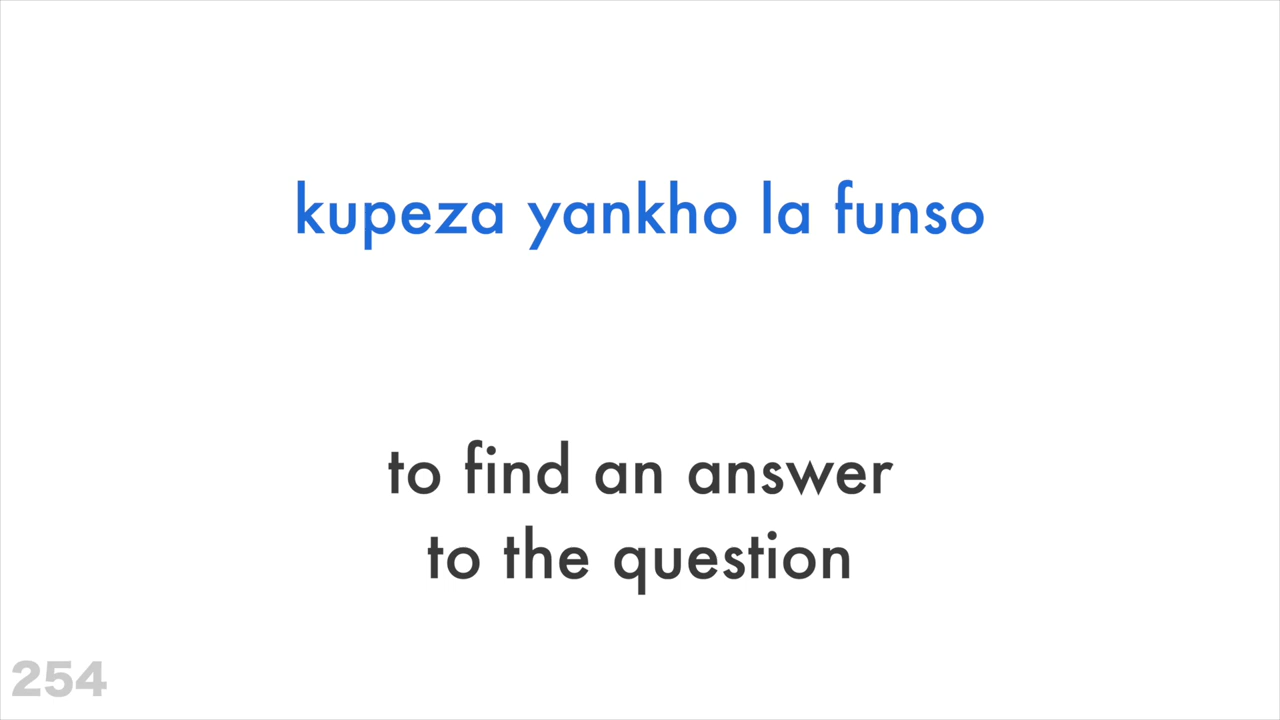 kupeza yankho la funso
to find an answer
to the question
254